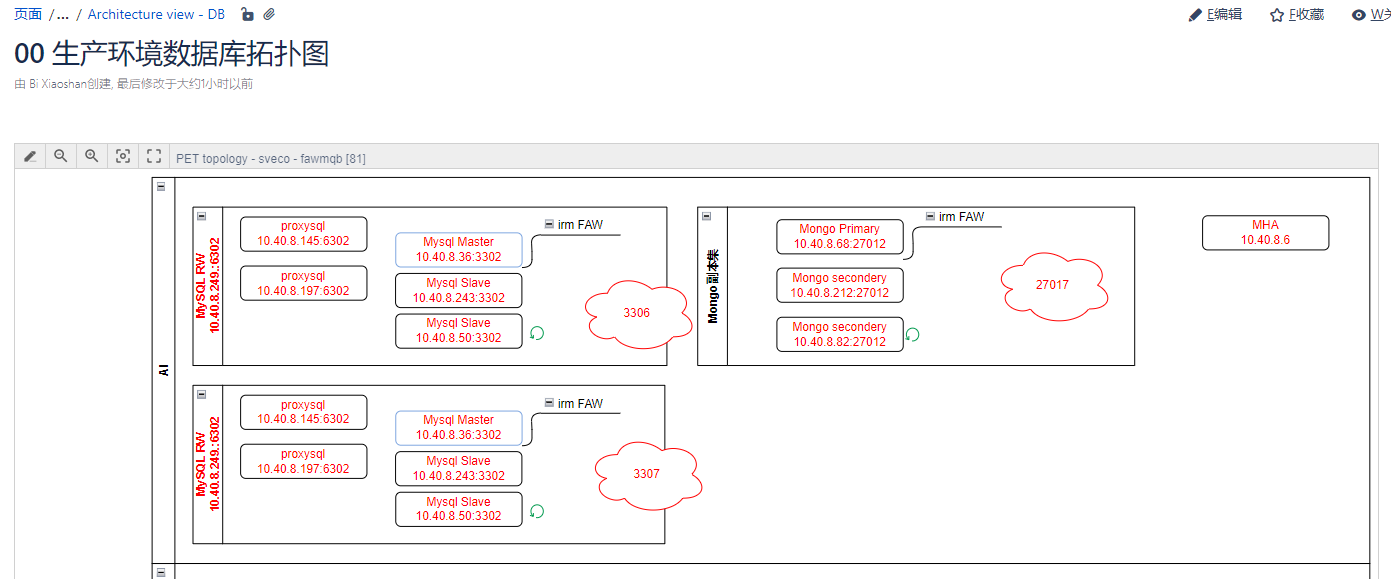 页面 /... / Architecture view - DB
E编辑 F收藏 W关
00 生产环境数据库拓扑图
由 Bi Xiaoshan创建, 最后修改于大约1小时以前
PET topology - sveco - fawmqb [81]
AI
MySQL RW
10.40.8.249.:6302
proxysql
10.40.8.145:6302
proxysql
10.40.8.197:6302
Mysql Master
10.40.8.36:3302
Mysql Slave
10.40.8.243:3302
Mysql Slave
10.40.8.50:3302
irm FAW
3306
Mongo副本集
Mongo Primary
10.40.8.68:27012
Mongo secondery
10.40.8.212:27012
Mongo secondery
10.40.8.82:27012
irm FAW
27017
MHA
10.40.8.6
MySQL RW
10.40.8.249.:6302
proxysql
10.40.8.145:6302
proxysql
10.40.8.197:6302
Mysql Master
10.40.8.36:3302
Mysql Slave
10.40.8.243:3302
Mysql Slave
10.40.8.50:3302
irm FAW
3307